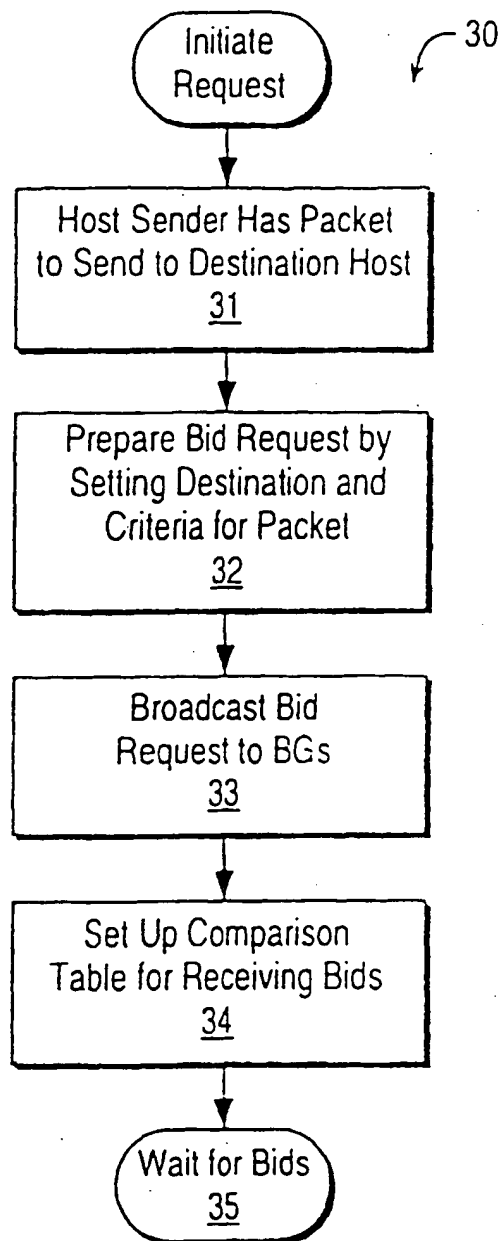 Initiate
Request
30
Host Sender Has Packet
to Send to Destination Host
31
Prepare Bid Request by
Setting Destination and
Criteria for Packet
32
Broadcast Bid
Request to BGs
33
Set Up Comparison
Table for Receiving Bids
34
Wait for Bids
35